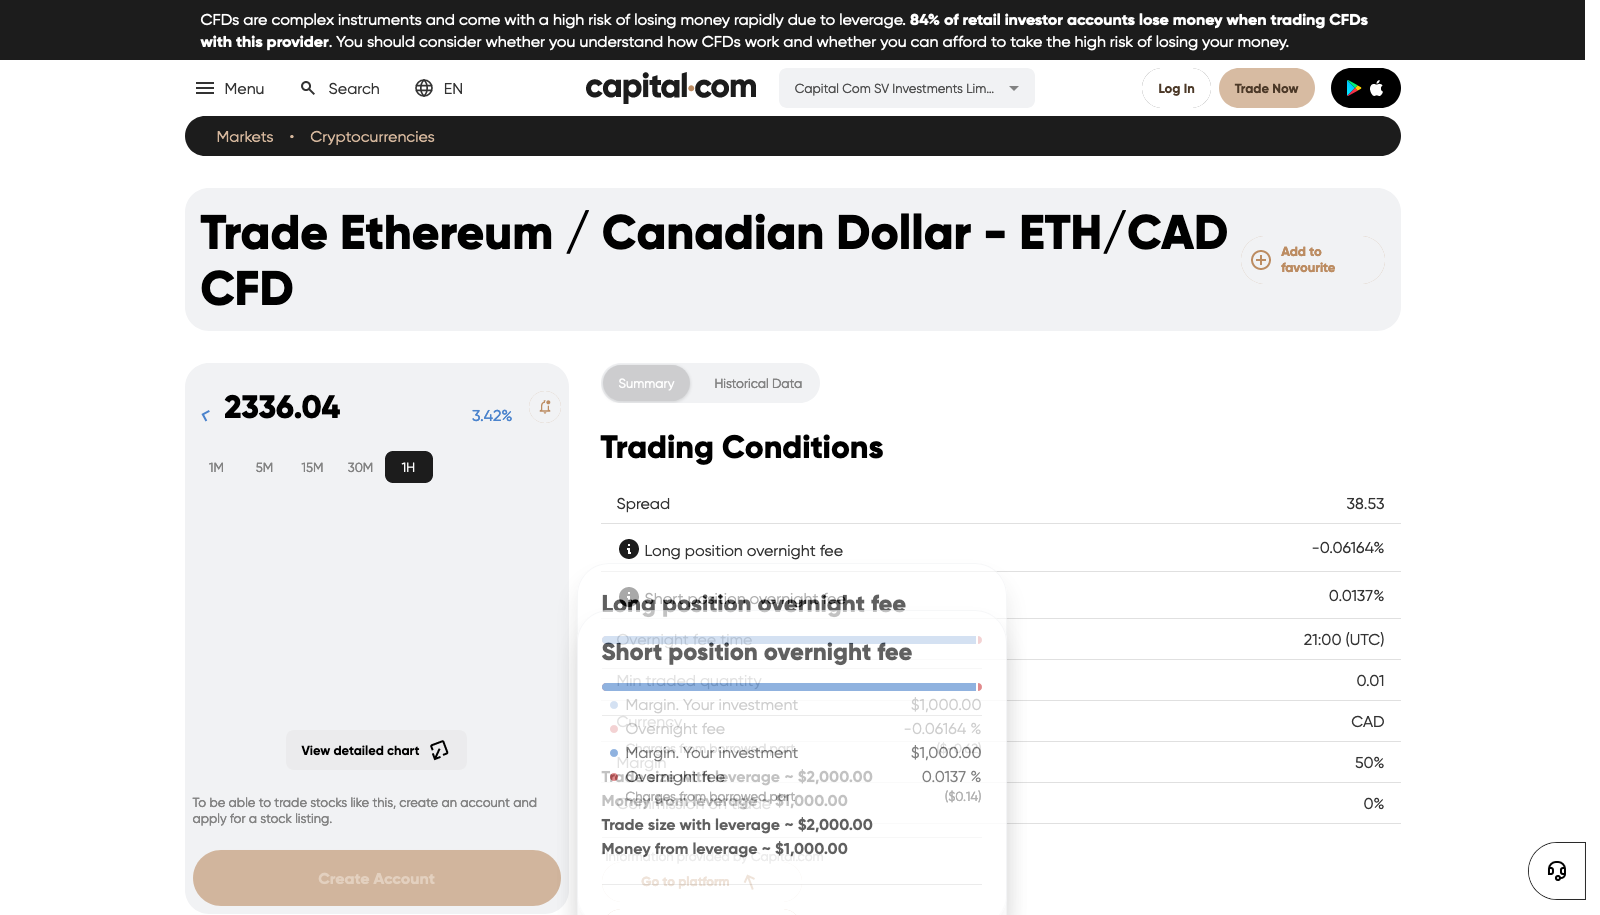 CFDs are complex instruments and come with a high risk of losing money rapidly due to leverage. 84% of retail investor accounts lose money when trading CFDs
with this provider. You should consider whether you understand how CFDs work and whether you can afford to take the high risk of losing your money.
Menu Search EN capital.com Capital Com SV Investments Lim... Log In Trade Now
Markets • Cryptocurrencies
Trade Ethereum / Canadian Dollar - ETH/CAD
CFD
Add to
favourite
2336.04 3.42%
1M 5M 15M 30M 1H
View detailed chart
To be able to trade stocks like this, create an account and
apply for a stock listing.
Create Account
Summary Historical Data
Trading Conditions
Spread 38.53
Long position overnight fee -0.06164%
Short position overnight fee 0.0137%
Overnight fee time 21:00 (UTC)
Min traded quantity 0.01
Currency CAD
Margin 50%
Commission on trade 0%
Information provided by Capital.com
Long position overnight fee
Margin. Your investment $1,000.00
Overnight fee -0.06164 %
Charges from borrowed part
Trade size with leverage ~ $2,000.00
Money from leverage ~ $1,000.00
Go to platform
Short position overnight fee
Margin. Your investment $1,000.00
Overnight fee 0.0137 %
Charges from borrowed part ($0.14)
Trade size with leverage ~ $2,000.00
Money from leverage ~ $1,000.00